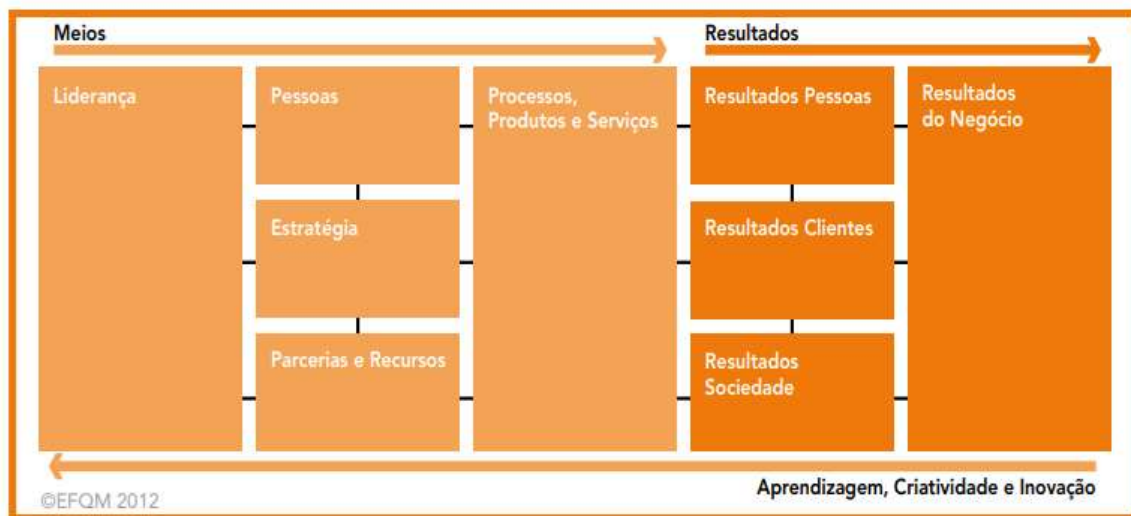 Meios
Resultados
Liderança
Pessoas
Processos,
Produtos e Serviços
Resultados Pessoas
Resultados
do Negócio
Estratégia
Resultados Clientes
Parcerias e Recursos
Resultados
Sociedade
Aprendizagem, Criatividade e Inovação
©EFQM 2012